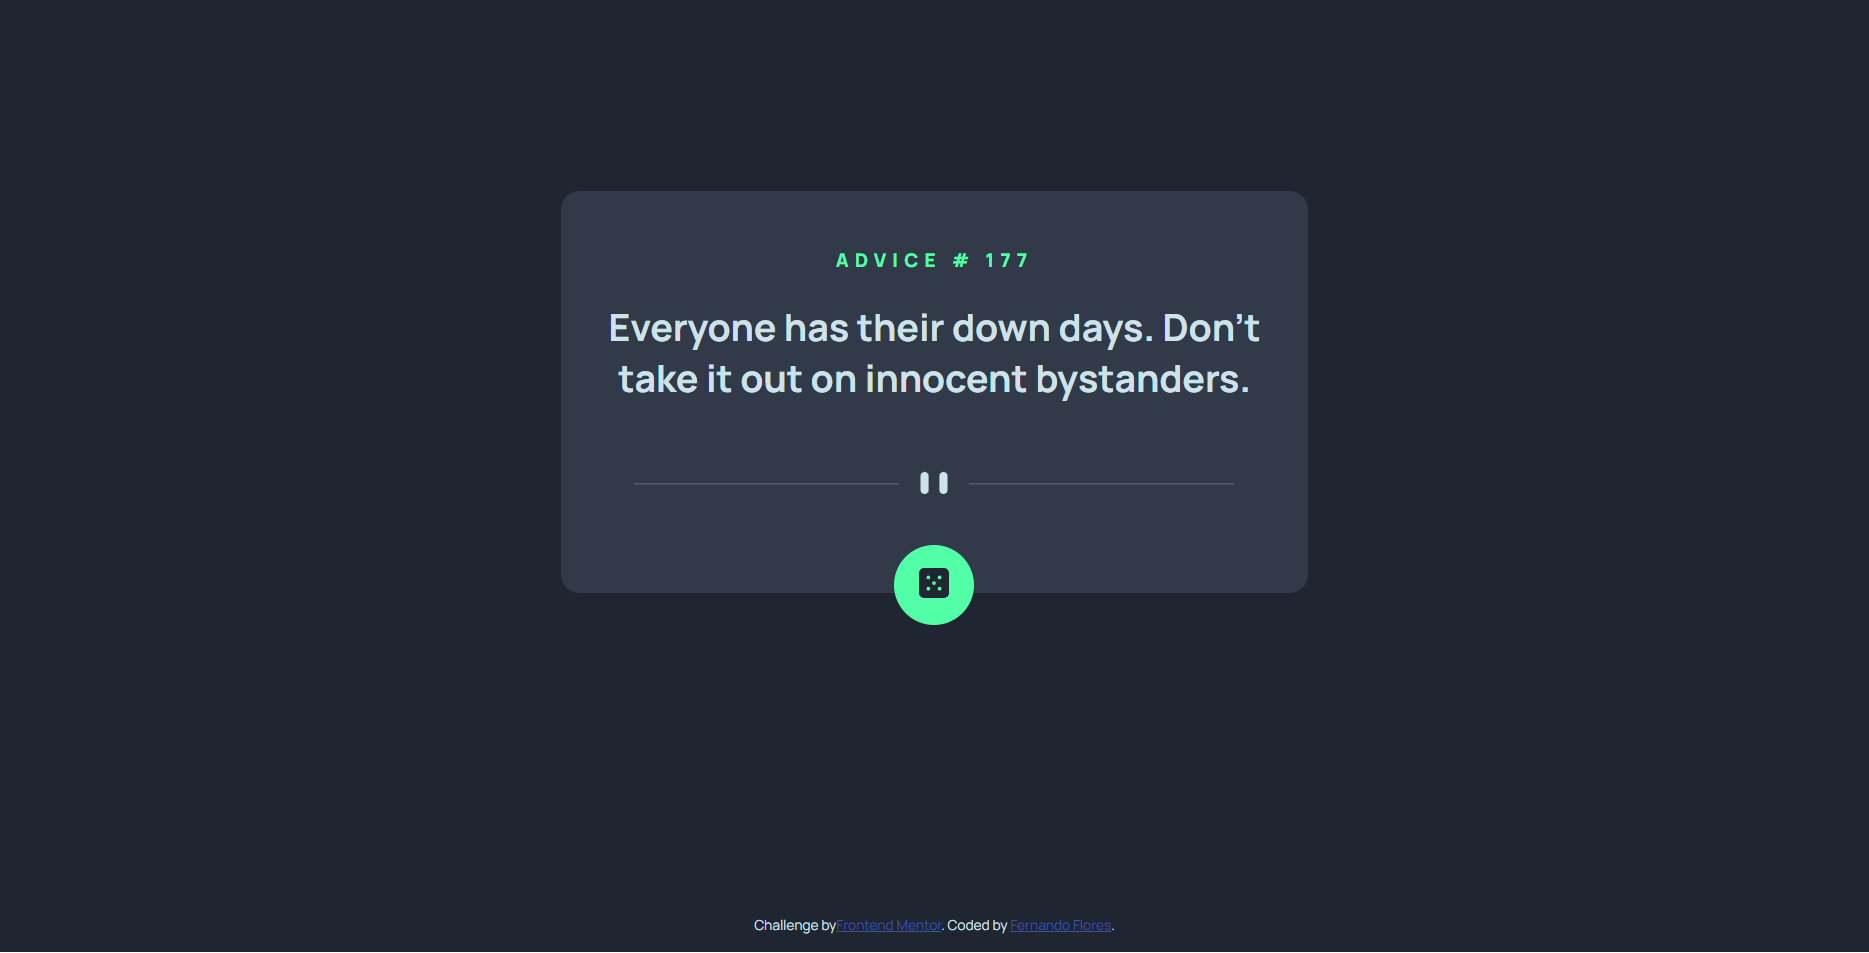 ADVICE # 177
Everyone has their down days. Don’t
take it out on innocent bystanders.
Challenge byFrontend Mentor. Coded by Fernando Flores.